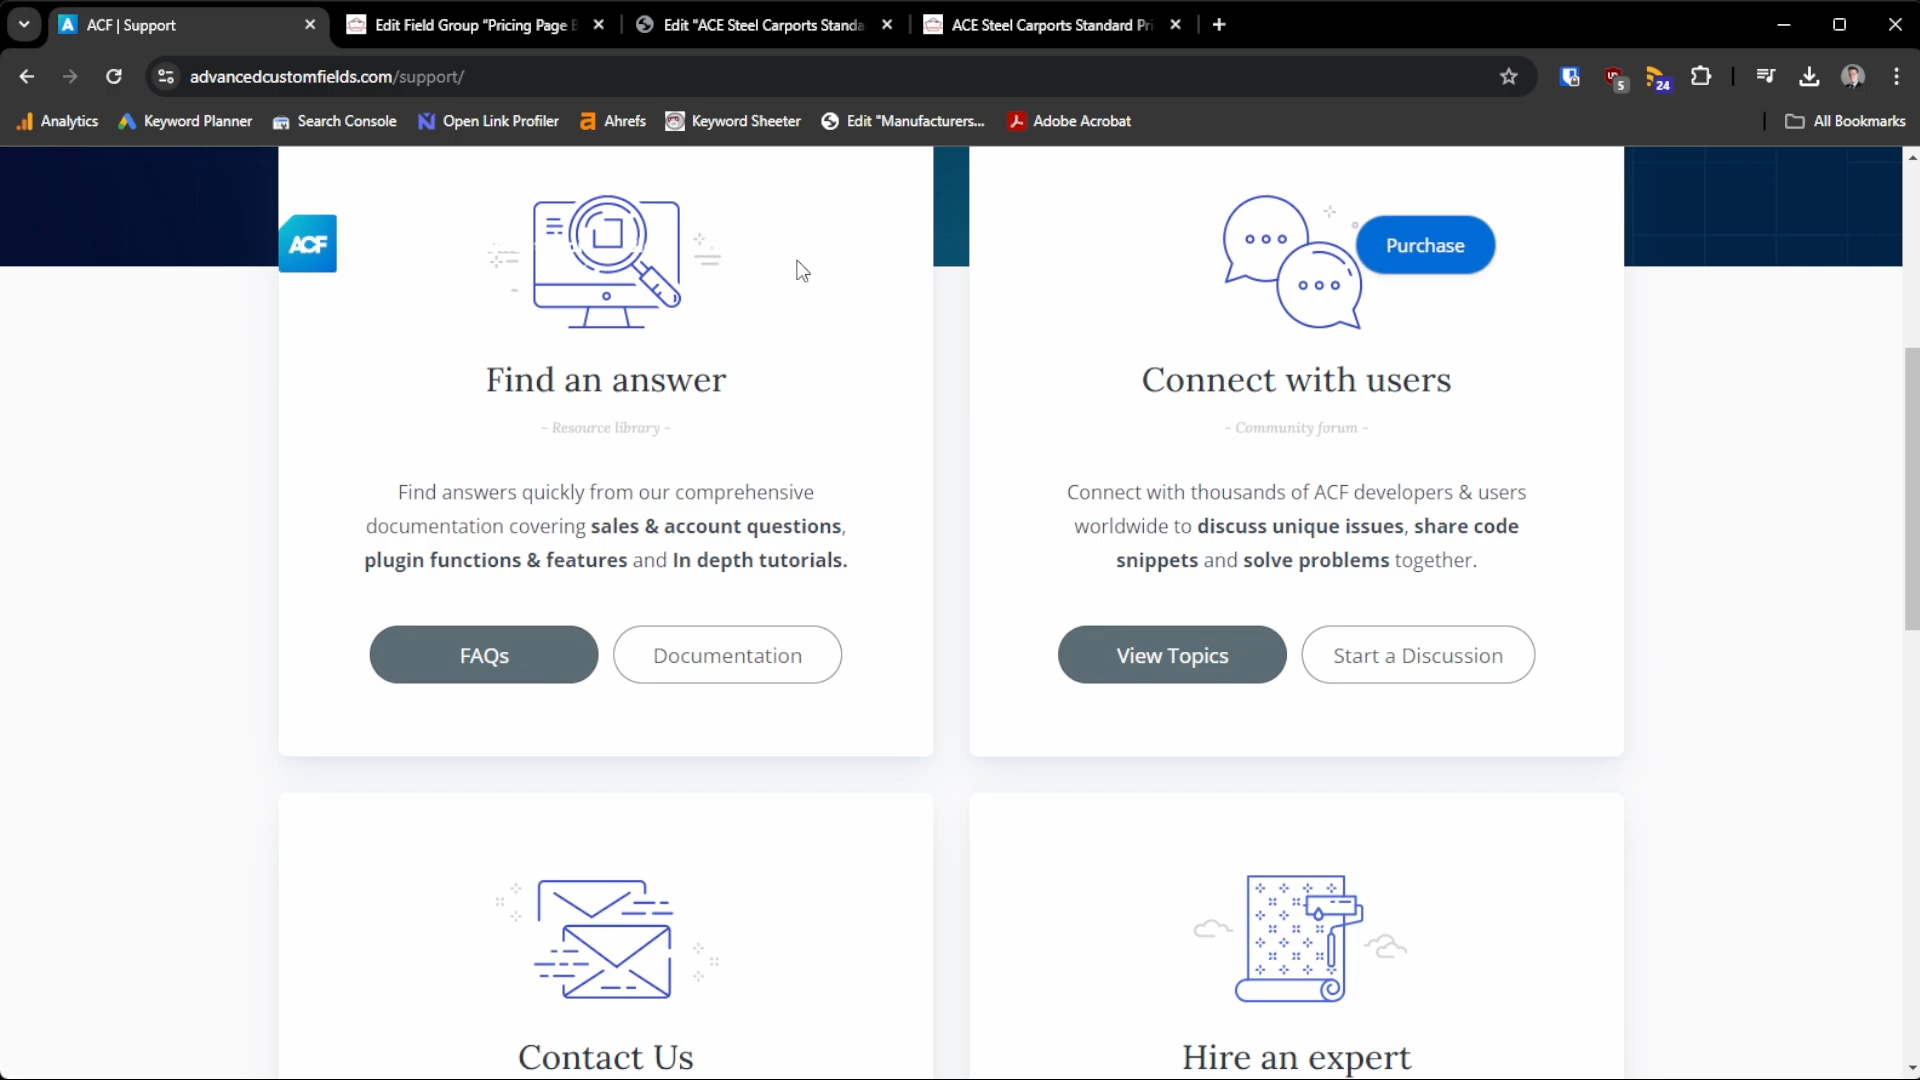 ACF | Support
Edit Field Group "Pricing Page B
Edit "ACE Steel Carports Standa
ACE Steel Carports Standard Pri
advancedcustomfields.com/support/
5
24
Analytics
Keyword Planner
Search Console
Open Link Profiler
Ahrefs
Keyword Sheeter
Edit "Manufacturers...
Adobe Acrobat
All Bookmarks
ACF
Purchase
Find an answer
- Resource library -
Find answers quickly from our comprehensive
documentation covering sales & account questions,
plugin functions & features and In depth tutorials.
FAQs
Documentation
Connect with users
- Community forum -
Connect with thousands of ACF developers & users
worldwide to discuss unique issues, share code
snippets and solve problems together.
View Topics
Start a Discussion
Contact Us
Hire an expert